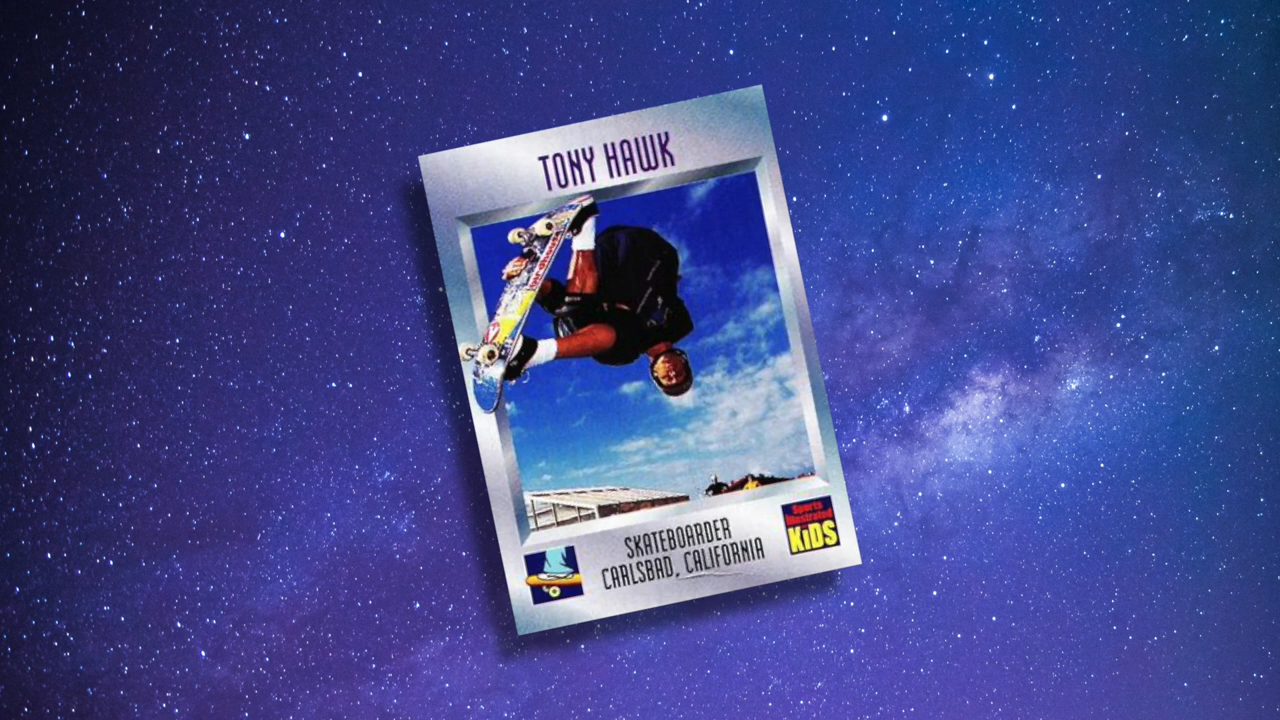 TONY HAWK
SKATEBOARDER
CARLSBAD, CALIFORNIA
Sports
Illustrated
KiDS